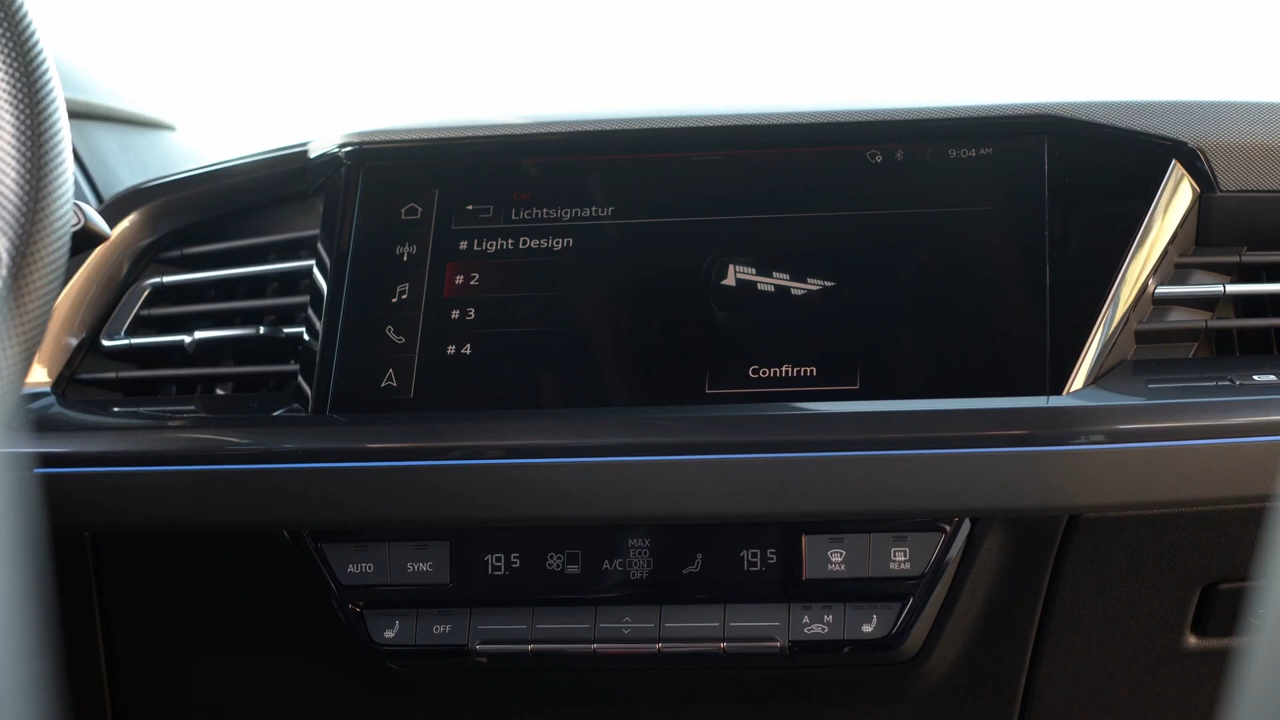 9:04 AM
Car
Lichtsignatur
# Light Design
# 2
# 3
# 4
Confirm
MAX
ECO
A/C ON
OFF
19.5
19.5
AUTO
SYNC
MAX
REAR
OFF
A M